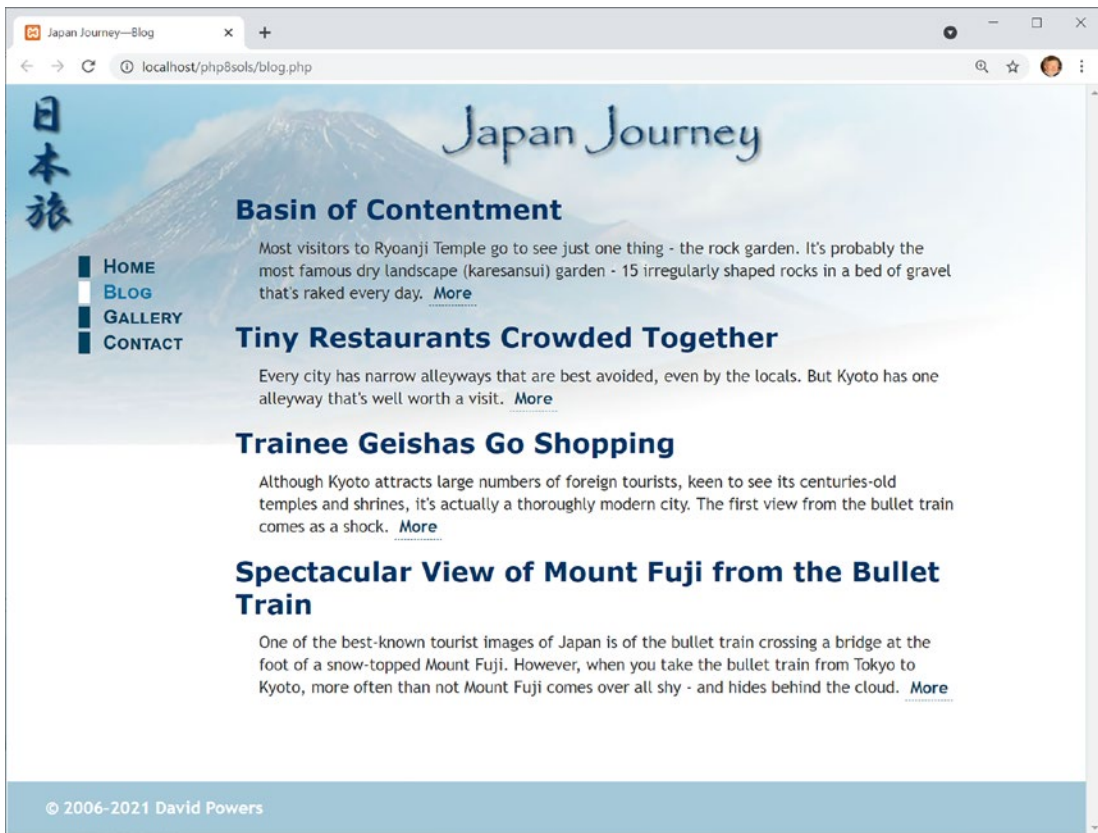 Japan Journey—Blog
localhost/php8sols/blog.php
日
本
旅
Japan Journey
HOME
BLOG
GALLERY
CONTACT
Basin of Contentment
Most visitors to Ryoanji Temple go to see just one thing - the rock garden. It's probably the
most famous dry landscape (karesansui) garden - 15 irregularly shaped rocks in a bed of gravel
that's raked every day. More
Tiny Restaurants Crowded Together
Every city has narrow alleyways that are best avoided, even by the locals. But Kyoto has one
alleyway that's well worth a visit. More
Trainee Geishas Go Shopping
Although Kyoto attracts large numbers of foreign tourists, keen to see its centuries-old
temples and shrines, it's actually a thoroughly modern city. The first view from the bullet train
comes as a shock. More
Spectacular View of Mount Fuji from the Bullet
Train
One of the best-known tourist images of Japan is of the bullet train crossing a bridge at the
foot of a snow-topped Mount Fuji. However, when you take the bullet train from Tokyo to
Kyoto, more often than not Mount Fuji comes over all shy - and hides behind the cloud. More
© 2006–2021 David Powers